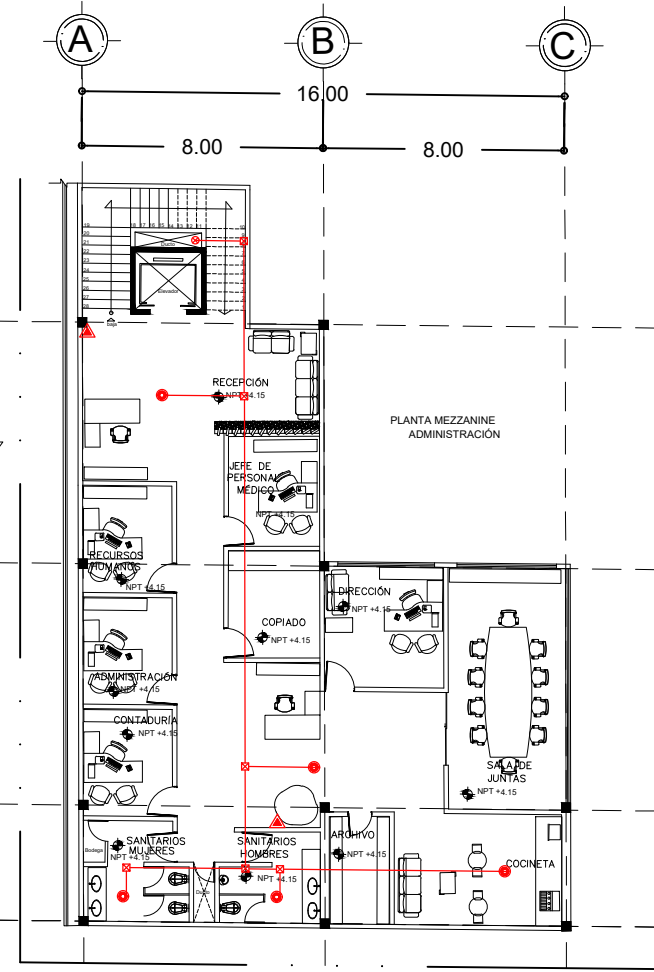 A
B
C
16.00
8.00
8.00
Ducto
Elevador
baja
RECEPCIÓN
NPT +4.15
PLANTA MEZZANINE
ADMINISTRACIÓN
JEFE DE
PERSONAL
MÉDICO
NPT +4.15
RECURSOS
HUMANOS
NPT +4.15
DIRECCIÓN
NPT +4.15
COPIADO
NPT +4.15
ADMINISTRACIÓN
NPT +4.15
CONTADURÍA
NPT +4.15
SALA DE
JUNTAS
NPT +4.15
SANITARIOS
MUJERES
NPT +4.15
Bodega
SANITARIOS
HOMBRES
NPT +4.15
ARCHIVO
NPT +4.15
COCINETA
Ducto